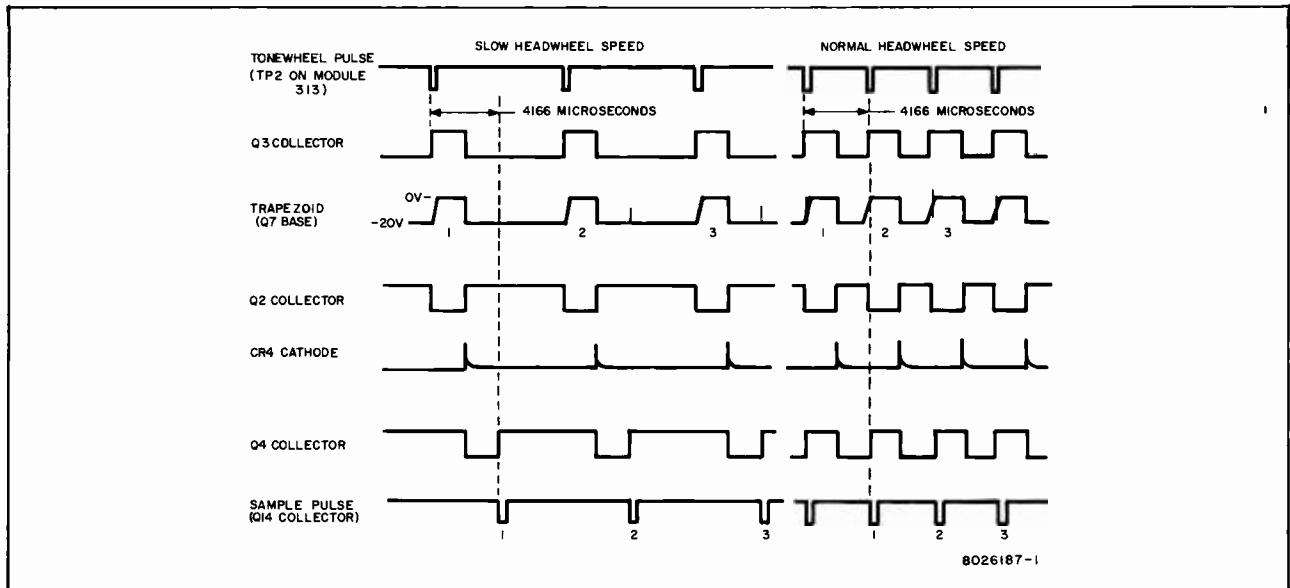 SLOW HEADWHEEL SPEED
NORMAL HEADWHEEL SPEED
TONEWHEEL PULSE
(TP2 ON MODULE
313)
4166 MICROSECONDS
4166 MICROSECONDS
Q3 COLLECTOR
TRAPEZOID
(Q7 BASE)
0V-
-20V
1
2
3
1
2
3
Q2 COLLECTOR
CR4 CATHODE
Q4 COLLECTOR
SAMPLE PULSE
(Q14 COLLECTOR)
1
2
3
1
2
3
8026187-1